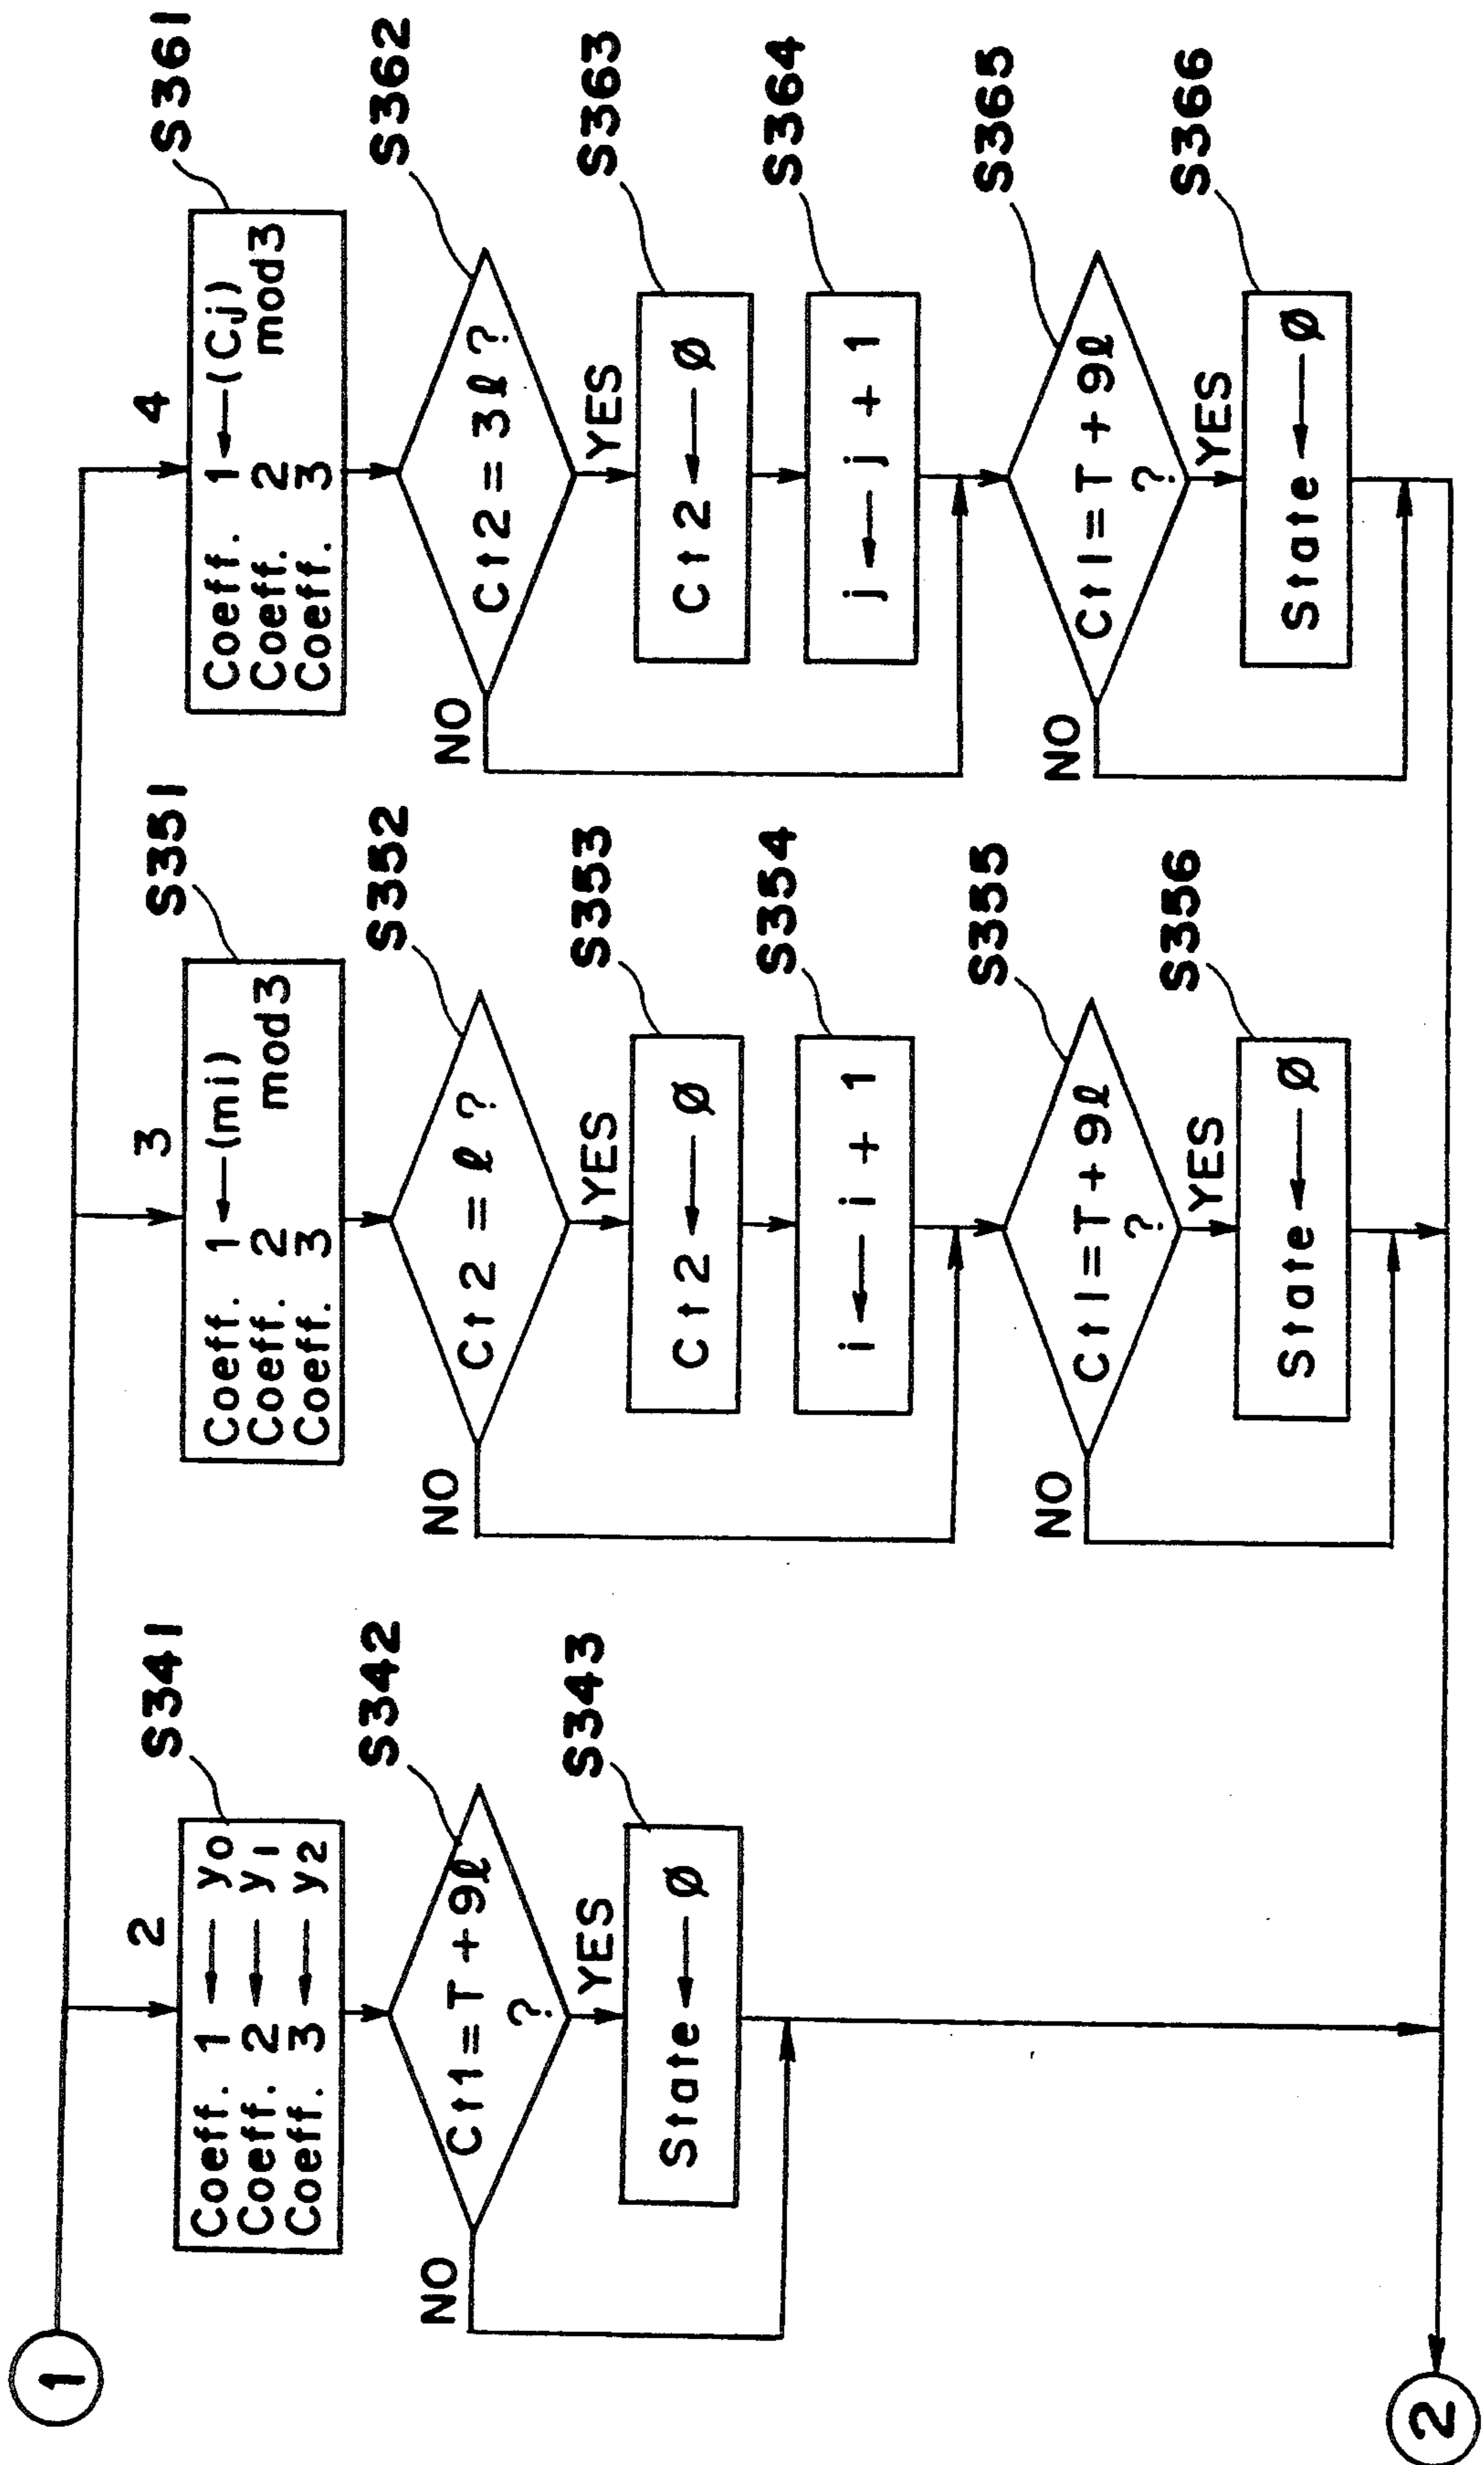 1
2
S341
Coeff. 1 ← y0
Coeff. 2 ← y1
Coeff. 3 ← y2
S342
Ct1=T+9ℓ
?
NO
YES
S343
State ← Ø
3
S351
Coeff. 1 ← (mi)
Coeff. 2 mod3
Coeff. 3
S352
Ct2 = ℓ ?
NO
YES
S353
Ct2 ← Ø
S354
i ← i + 1
S355
Ct1=T+9ℓ
?
NO
YES
S356
State ← Ø
4
S361
Coeff. 1 ← (Cj)
Coeff. 2 mod3
Coeff. 3
S362
Ct2 = 3ℓ ?
NO
YES
S363
Ct2 ← Ø
S364
j ← j + 1
S365
Ct1=T+9ℓ
?
NO
YES
S366
State ← Ø
2